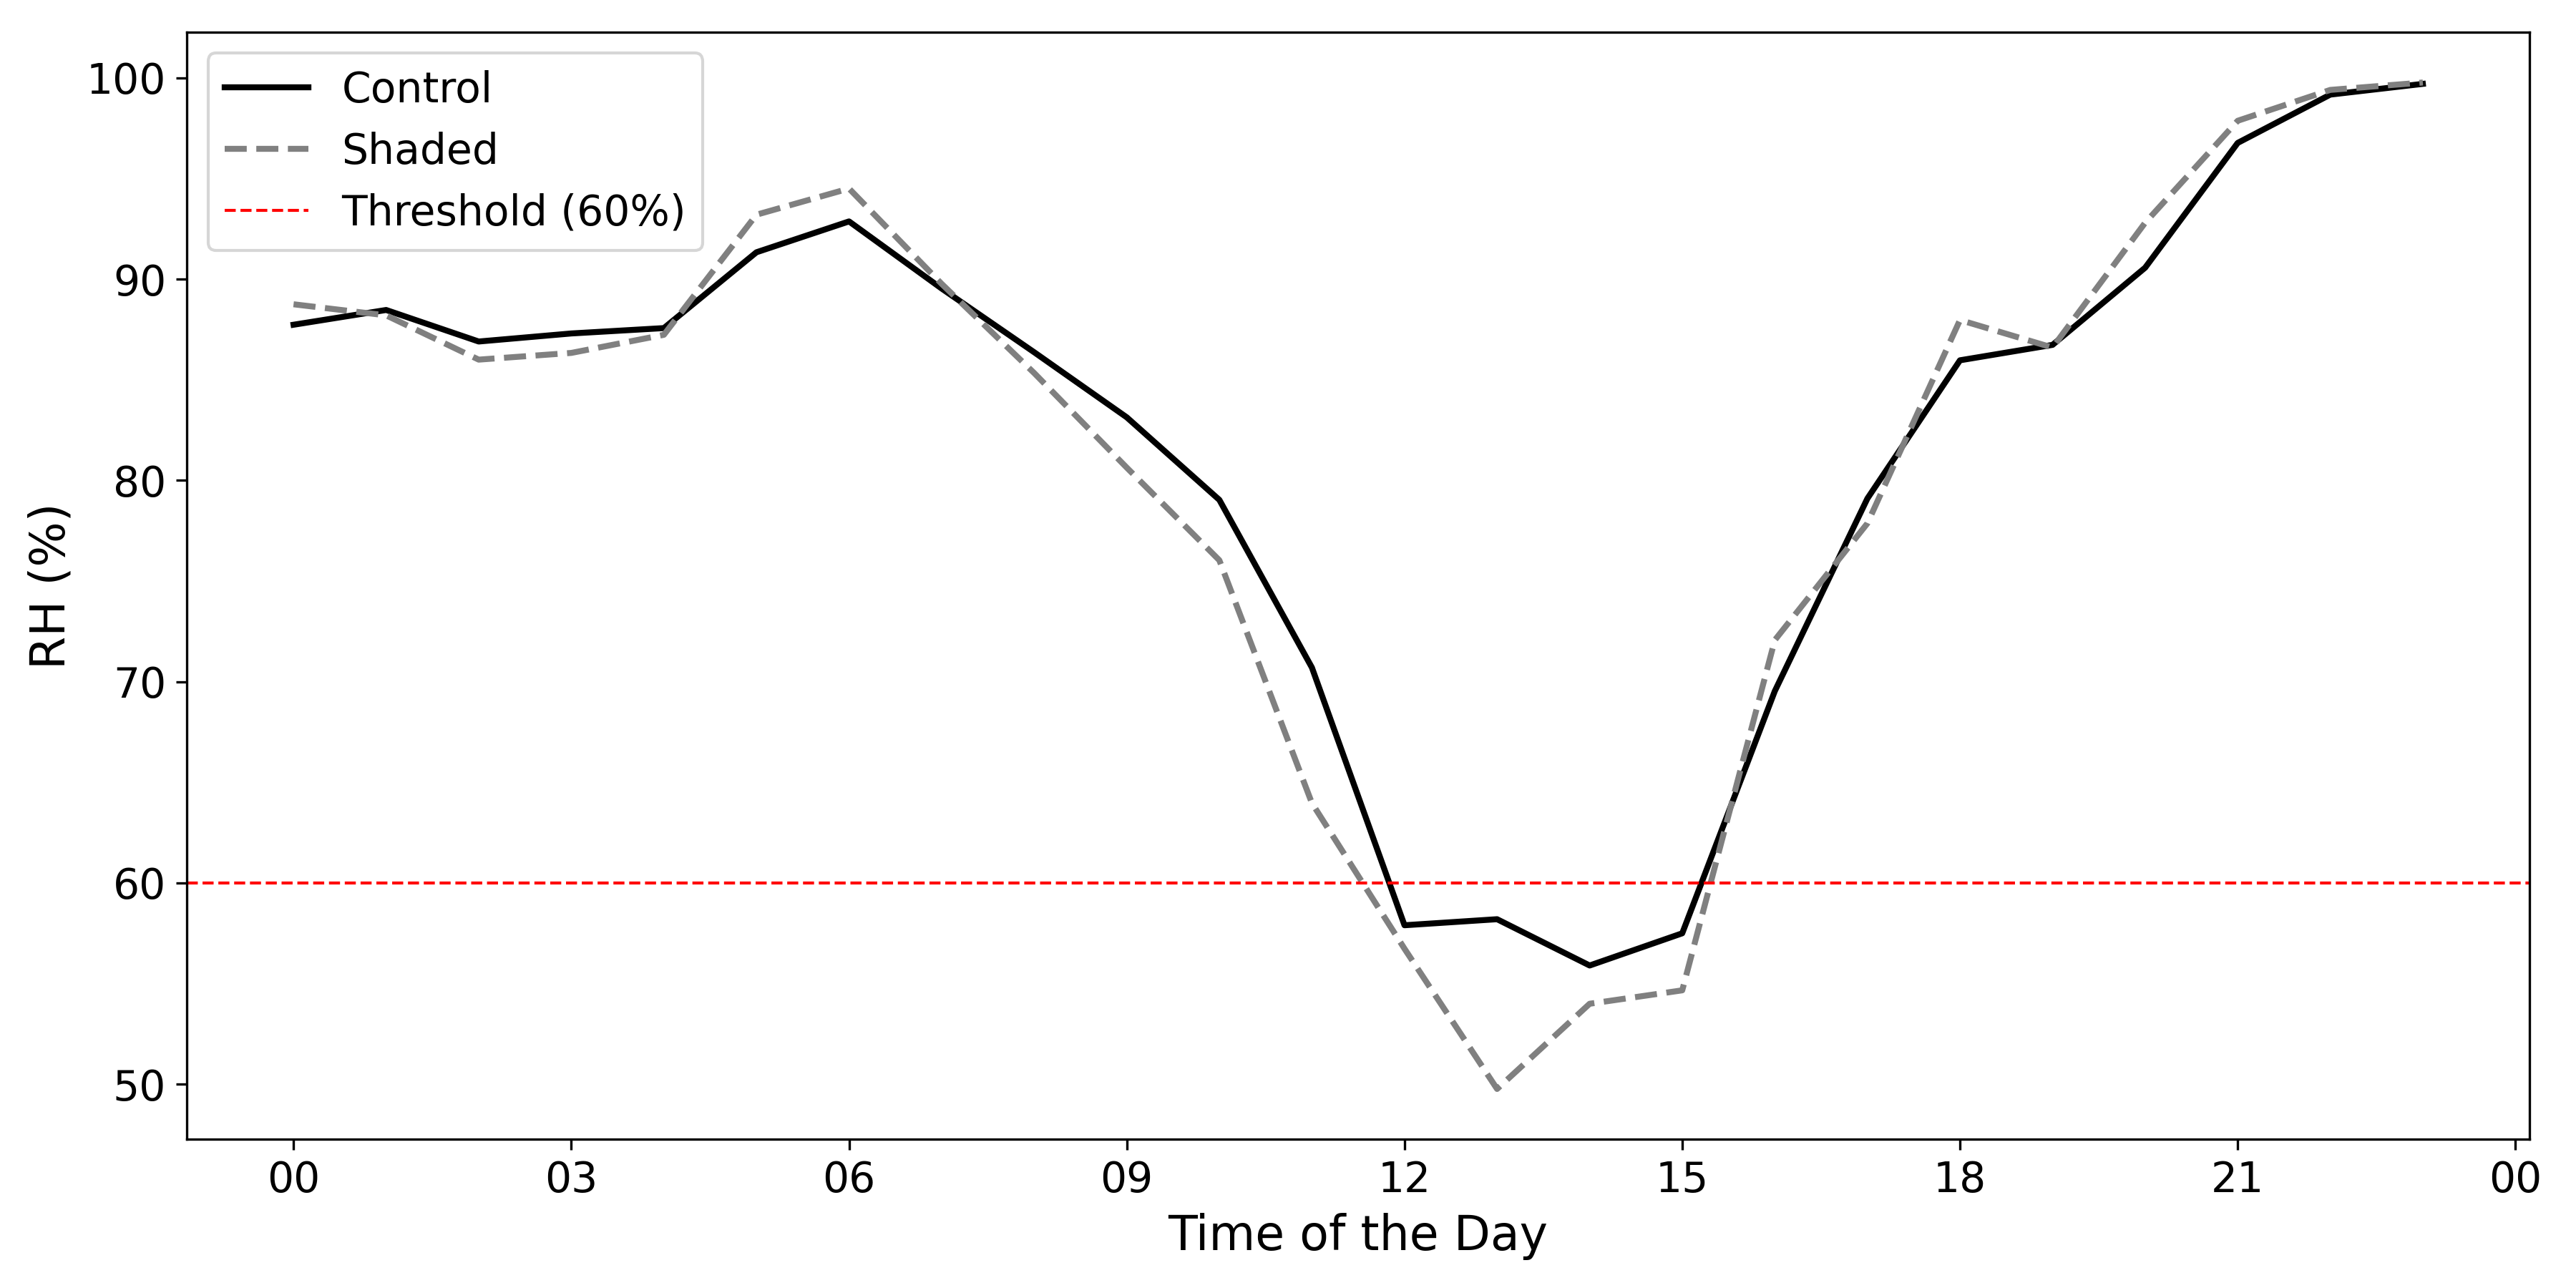 Control
Shaded
Threshold (60%)
100
90
80
70
60
50
RH (%)
00 03 06 09 12 15 18 21 00
Time of the Day